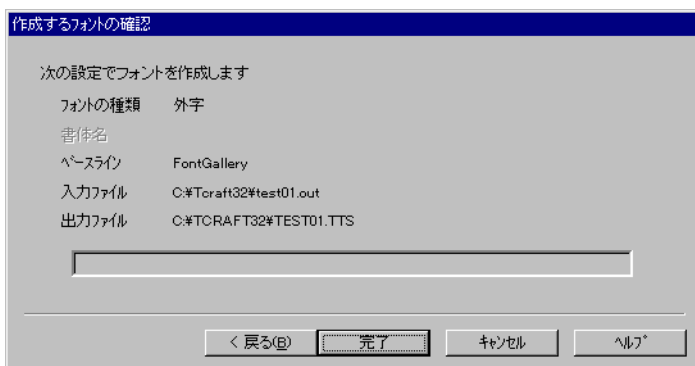 作成するフォントの確認
次の設定でフォントを作成します
フォントの種類 外字
書体名
ベースライン FontGallery
入力ファイル C:¥Tcraft32¥test01.out
出力ファイル C:¥TCRAFT32¥TEST01.TTS
< 戻る(B) 完了 キャンセル ヘルプ